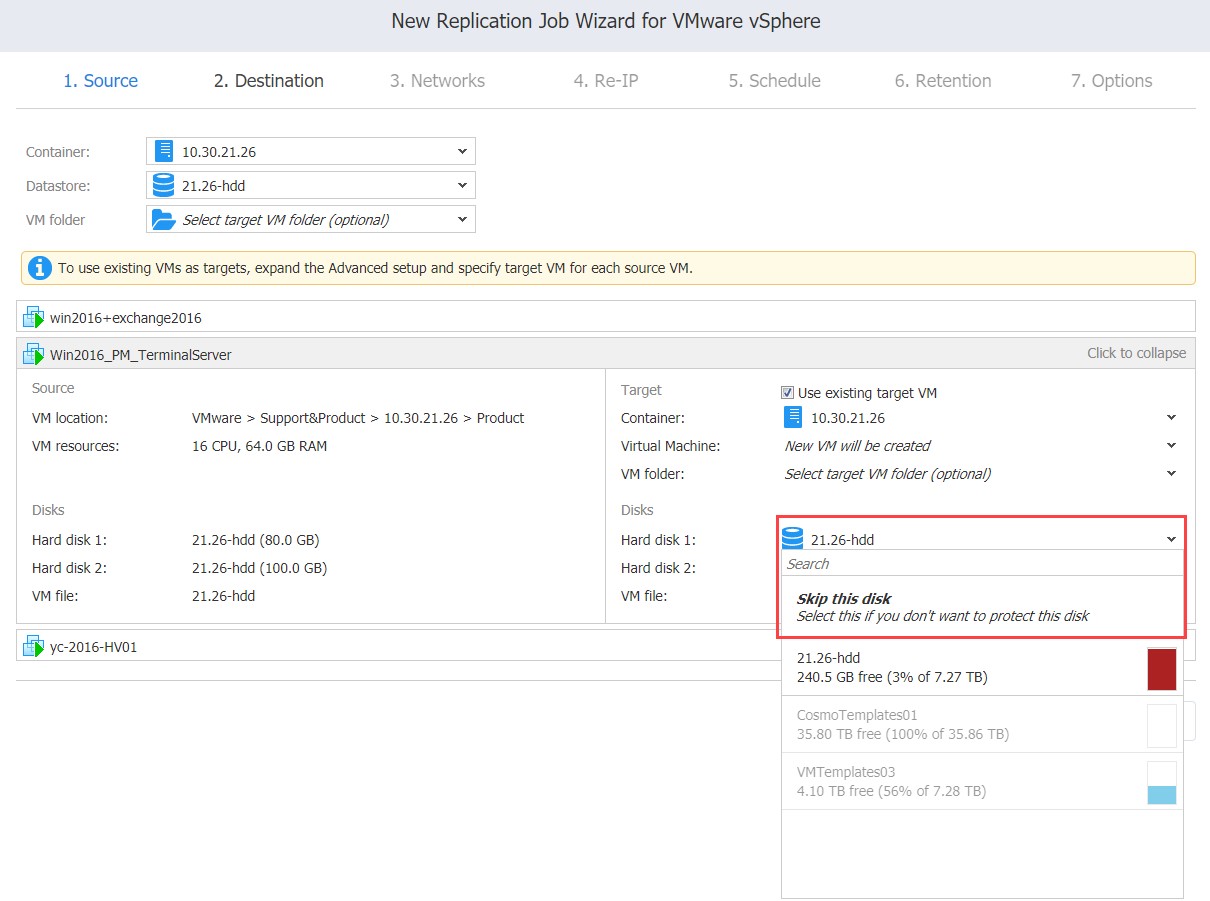 New Replication Job Wizard for VMware vSphere
1. Source 2. Destination 3. Networks 4. Re-IP 5. Schedule 6. Retention 7. Options
Container: 10.30.21.26
Datastore: 21.26-hdd
VM folder Select target VM folder (optional)
To use existing VMs as targets, expand the Advanced setup and specify target VM for each source VM.
win2016+exchange2016
Win2016_PM_TerminalServer Click to collapse
Source
VM location: VMware > Support&Product > 10.30.21.26 > Product
VM resources: 16 CPU, 64.0 GB RAM
Disks
Hard disk 1: 21.26-hdd (80.0 GB)
Hard disk 2: 21.26-hdd (100.0 GB)
VM file: 21.26-hdd
Target Use existing target VM
Container: 10.30.21.26
Virtual Machine: New VM will be created
VM folder: Select target VM folder (optional)
Disks
Hard disk 1: 21.26-hdd
Hard disk 2:
VM file:
Search
Skip this disk
Select this if you don't want to protect this disk
21.26-hdd
240.5 GB free (3% of 7.27 TB)
CosmoTemplates01
35.80 TB free (100% of 35.86 TB)
VMTemplates03
4.10 TB free (56% of 7.28 TB)
yc-2016-HV01